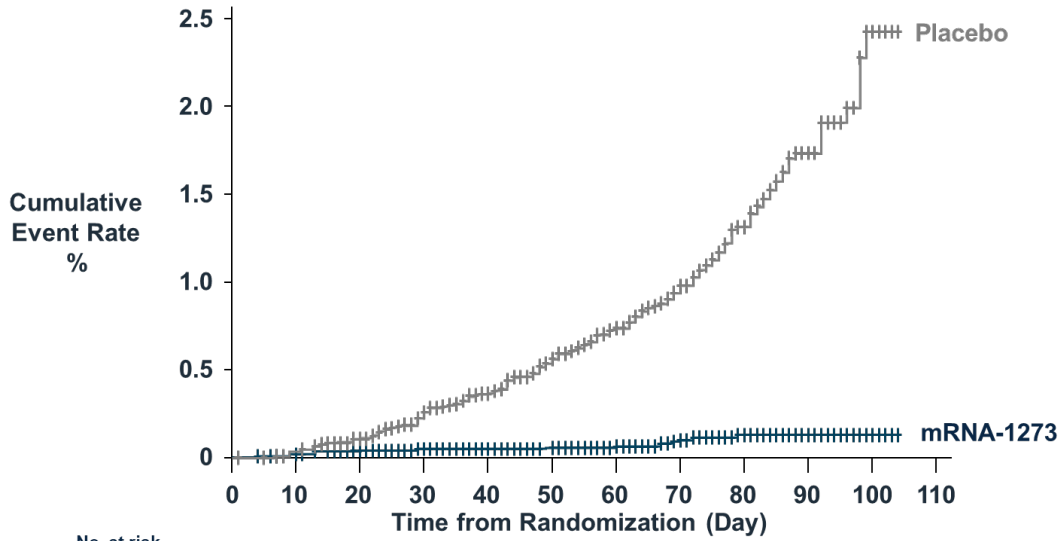 2.5
Placebo
2.0
1.5
Cumulative
Event Rate
%
1.0
0.5
mRNA-1273
0
0 10 20 30 40 50 60 70 80 90 100 110
Time from Randomization (Day)
No. at risk